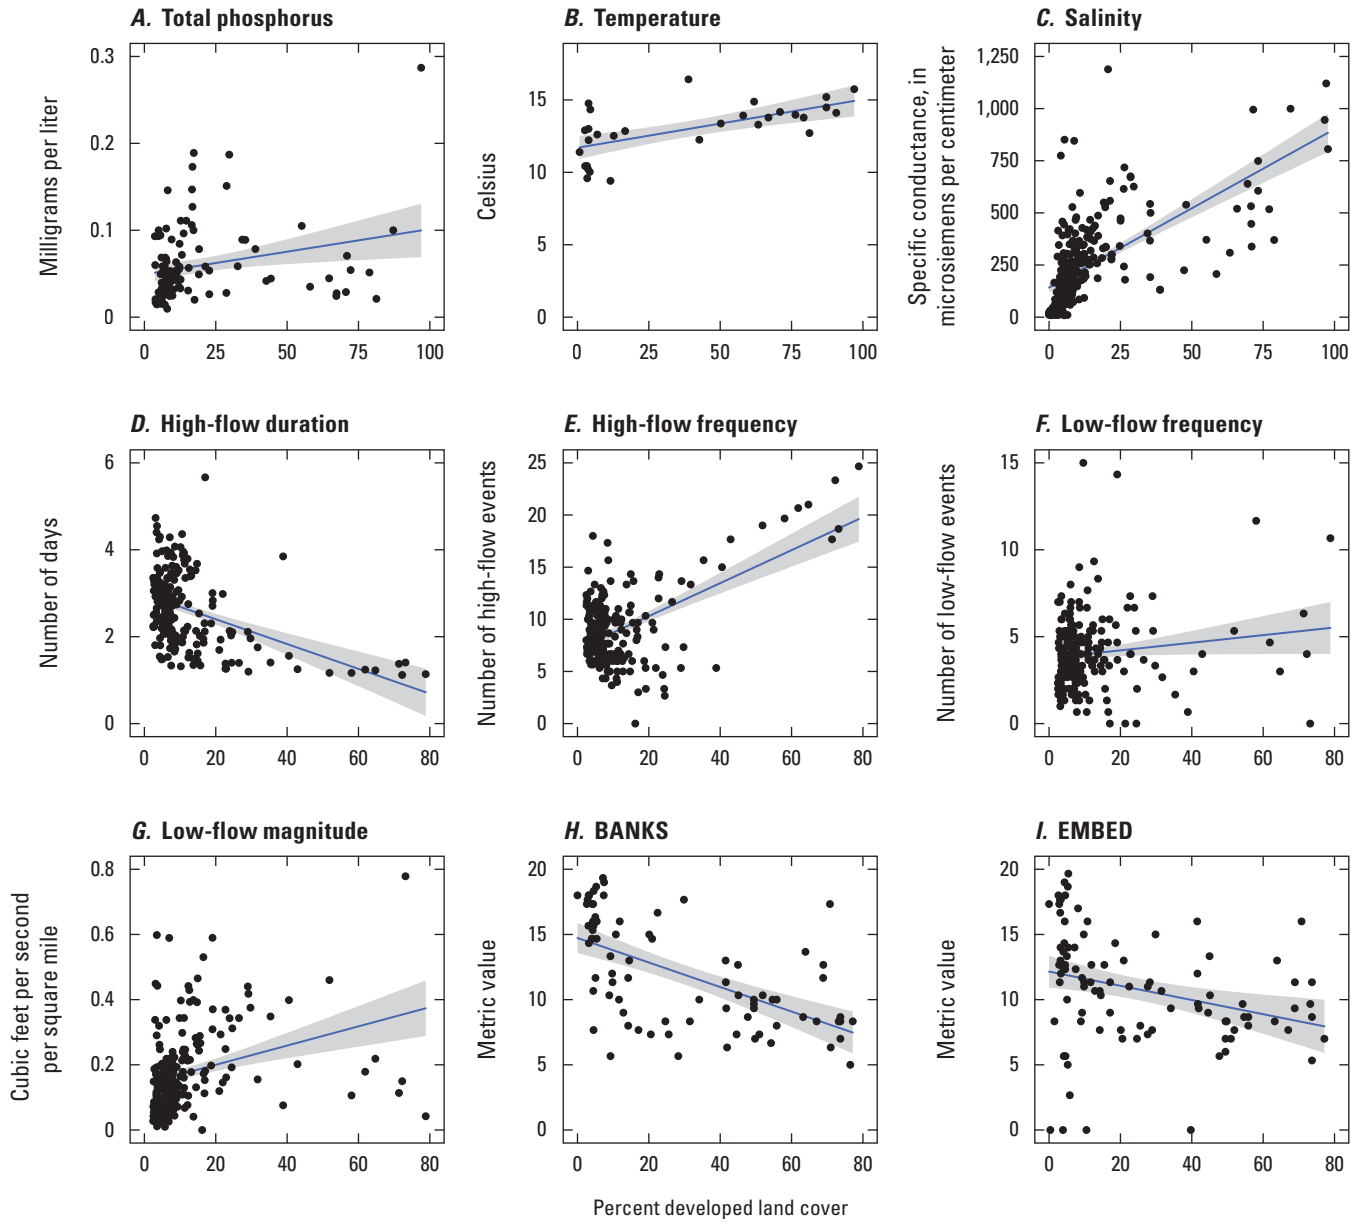 A. Total phosphorus
B. Temperature
C. Salinity
Milligrams per liter
0.3
0.2
0.1
0
0 25 50 75 100
Celsius
15
10
5
0
0 25 50 75 100
Specific conductance, in
microsiemens per centimeter
1,250
1,000
750
500
250
0
0 25 50 75 100
D. High-flow duration
E. High-flow frequency
F. Low-flow frequency
Number of days
6
4
2
0
0 20 40 60 80
Number of high-flow events
25
20
15
10
5
0
0 20 40 60 80
Number of low-flow events
15
10
5
0
0 20 40 60 80
G. Low-flow magnitude
H. BANKS
I. EMBED
Cubic feet per second
per square mile
0.8
0.6
0.4
0.2
0
0 20 40 60 80
Metric value
20
15
10
5
0
0 20 40 60 80
Metric value
20
15
10
5
0
0 20 40 60 80
Percent developed land cover